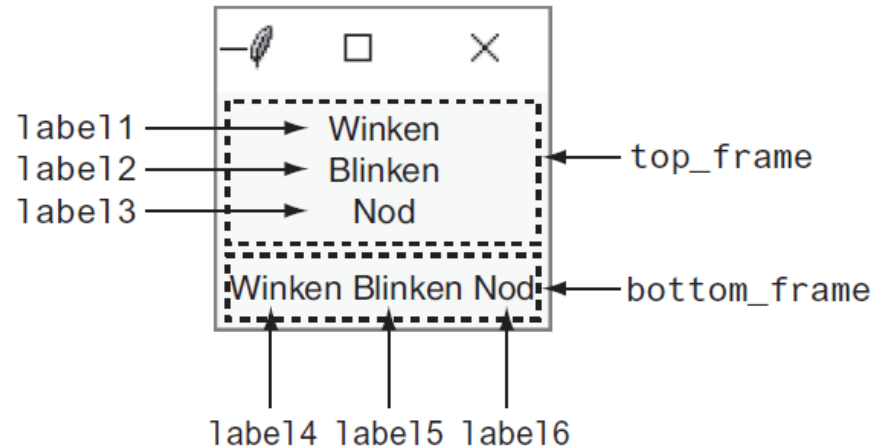 label1 Winken
label2 Blinken top_frame
label3 Nod
Winken Blinken Nod bottom_frame
label4 label5 label6